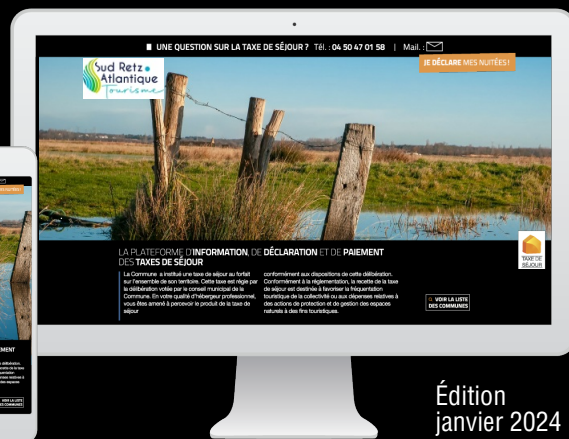 UNE QUESTION SUR LA TAXE DE SÉJOUR ? Tél. : 04 50 47 01 58 | Mail. :
JE DÉCLARE MES NUITÉES !
Sud Retz
Atlantique
Tourisme
LA PLATEFORME D'INFORMATION, DE DÉCLARATION ET DE PAIEMENT
DES TAXES DE SÉJOUR
La Commune a institué une taxe de séjour au forfait
sur l'ensemble de son territoire. Cette taxe est régie par
la délibération votée par le conseil municipal de la
Commune. En votre qualité d'hébergeur professionnel,
vous êtes amené à percevoir le produit de la taxe de
séjour
conformément aux dispositions de cette délibération.
Conformément à la réglementation, la recette de la taxe
de séjour est destinée à favoriser la fréquentation
touristique de la collectivité ou aux dépenses relatives à
des actions de protection et de gestion des espaces
naturels à des fins touristiques.
TAXE DE
SÉJOUR
VOIR LA LISTE
DES COMMUNES
VOIR LA LISTE
DES COMMUNES
Édition
janvier 2024